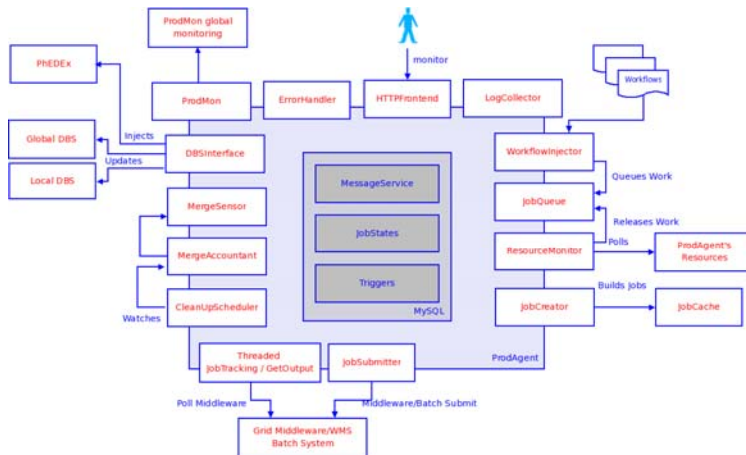 ProdMon global
monitoring
monitor
PhEDEx
Workflows
ProdMon
ErrorHandler
HTTPFrontend
LogCollector
Injects
Global DBS
DBSInterface
WorkflowInjector
Updates
Local DBS
MessageService
Queues Work
MergeSensor
JobQueue
JobStates
Releases Work
MergeAccountant
ResourceMonitor
Polls
ProdAgent's
Resources
Triggers
Builds Jobs
CleanUpScheduler
MySQL
JobCreator
JobCache
Watches
Threaded
JobTracking / GetOutput
JobSubmitter
ProdAgent
Poll Middleware
Middleware/Batch Submit
Grid Middleware/WMS
Batch System